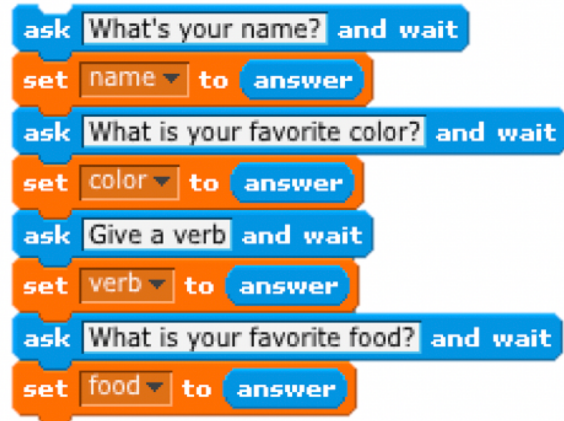 ask What's your name? and wait
set name to answer
ask What is your favorite color? and wait
set color to answer
ask Give a verb and wait
set verb to answer
ask What is your favorite food? and wait
set food to answer